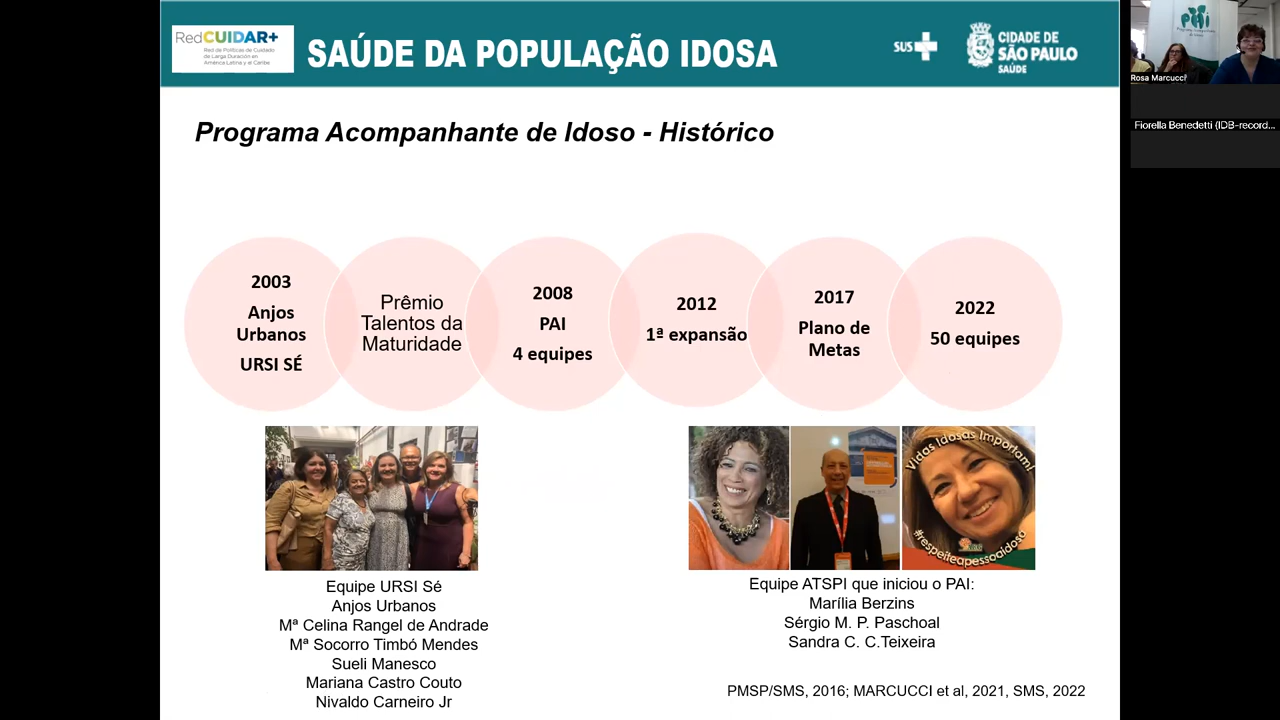 RedCUIDAR+
Red de Políticas de Cuidado
de Larga Duración en
América Latina y el Caribe
SAÚDE DA POPULAÇÃO IDOSA
SUS
CIDADE DE
SÃO PAULO
SAÚDE
Rosa Marcucci
Fiorella Benedetti (IDB-record...
Programa Acompanhante de Idoso - Histórico
2003
Anjos
Urbanos
URSI SÉ
Prêmio
Talentos da
Maturidade
2008
PAI
4 equipes
2012
1ª expansão
2017
Plano de
Metas
2022
50 equipes
Vidas Idosas Importam!
#respeiteapessoaidosa
Equipe URSI Sé
Anjos Urbanos
Mª Celina Rangel de Andrade
Mª Socorro Timbó Mendes
Sueli Manesco
Mariana Castro Couto
Nivaldo Carneiro Jr
Equipe ATSPI que iniciou o PAI:
Marília Berzins
Sérgio M. P. Paschoal
Sandra C. C.Teixeira
PMSP/SMS, 2016; MARCUCCI et al, 2021, SMS, 2022